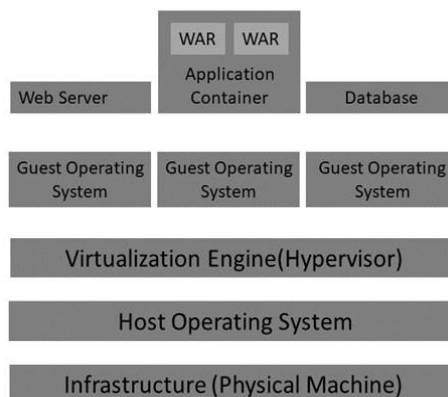 WAR WAR
Application
Container
Web Server
Database
Guest Operating
System
Guest Operating
System
Guest Operating
System
Virtualization Engine(Hypervisor)
Host Operating System
Infrastructure (Physical Machine)